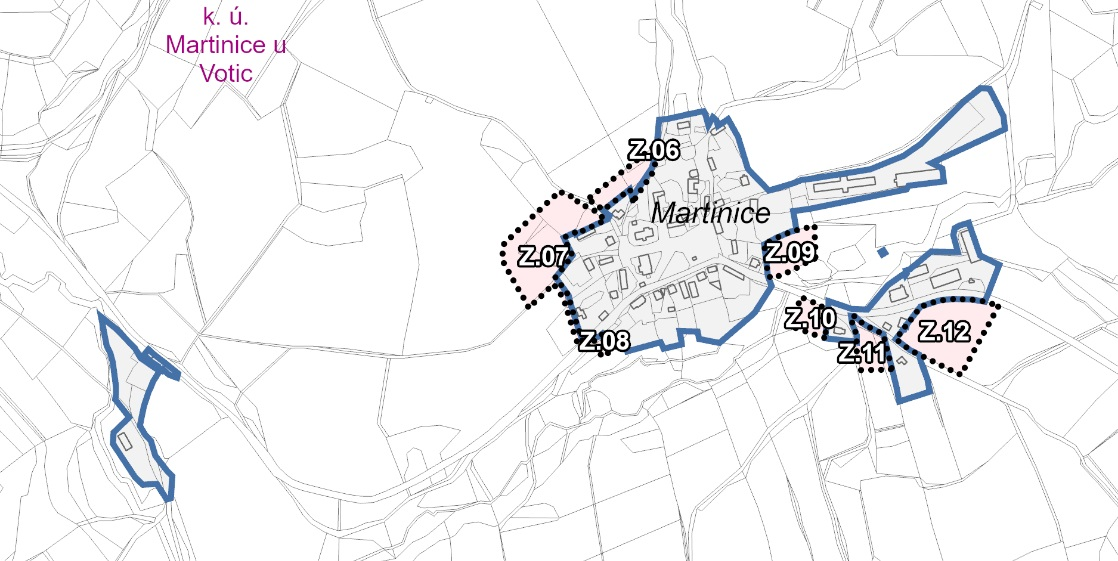 k. ú.
Martinice u
Votic
Z.06
Martinice
Z.07
Z.09
Z.10
Z.12
Z.08
Z.11